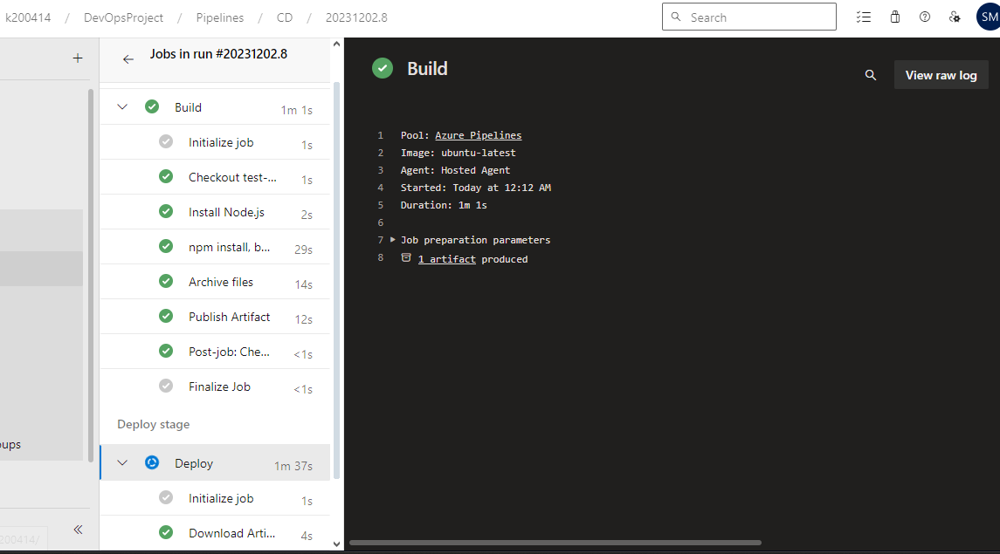 k200414 / DevOpsProject / Pipelines / CD / 20231202.8
Search
SM
Jobs in run #20231202.8
Build 1m 1s
Initialize job 1s
Checkout test-... 1s
Install Node.js 2s
npm install, b... 29s
Archive files 14s
Publish Artifact 12s
Post-job: Che... <1s
Finalize Job <1s
Deploy stage
Deploy 1m 37s
Initialize job 1s
Download Arti... 4s
oups
200414/
Build
View raw log
1 Pool: Azure Pipelines
2 Image: ubuntu-latest
3 Agent: Hosted Agent
4 Started: Today at 12:12 AM
5 Duration: 1m 1s
6
7 Job preparation parameters
8 1 artifact produced